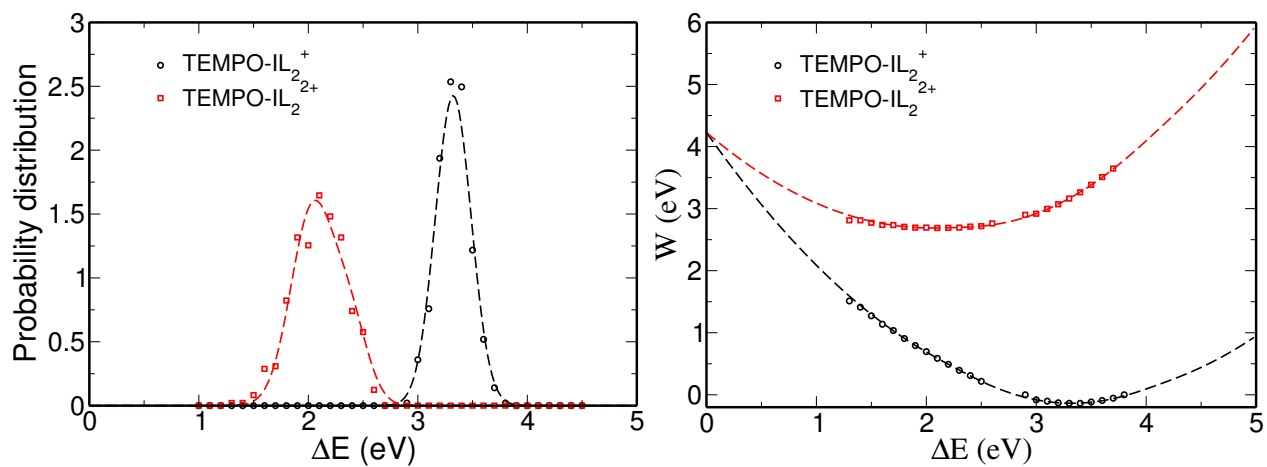 3
2.5
2
1.5
1
0.5
0
Probability distribution
TEMPO-IL₂⁺
TEMPO-IL₂²⁺
0 1 2 3 4 5
ΔE (eV)
6
5
4
3
2
1
0
W (eV)
TEMPO-IL₂⁺
TEMPO-IL₂²⁺
0 1 2 3 4 5
ΔE (eV)